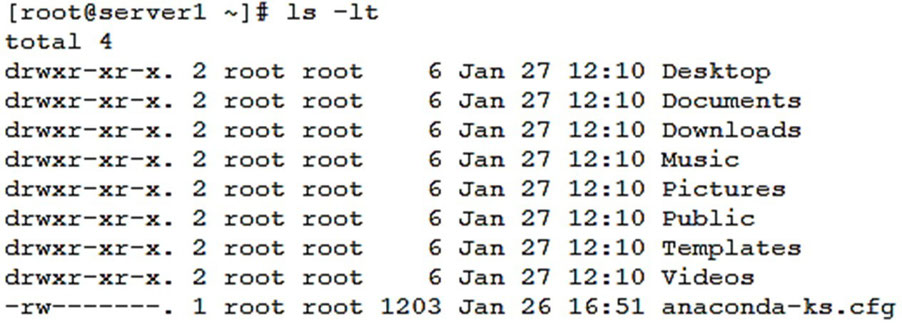 [root@server1 ~]# ls -lt
total 4
drwxr-xr-x. 2 root root    6 Jan 27 12:10 Desktop
drwxr-xr-x. 2 root root    6 Jan 27 12:10 Documents
drwxr-xr-x. 2 root root    6 Jan 27 12:10 Downloads
drwxr-xr-x. 2 root root    6 Jan 27 12:10 Music
drwxr-xr-x. 2 root root    6 Jan 27 12:10 Pictures
drwxr-xr-x. 2 root root    6 Jan 27 12:10 Public
drwxr-xr-x. 2 root root    6 Jan 27 12:10 Templates
drwxr-xr-x. 2 root root    6 Jan 27 12:10 Videos
-rw-------. 1 root root 1203 Jan 26 16:51 anaconda-ks.cfg